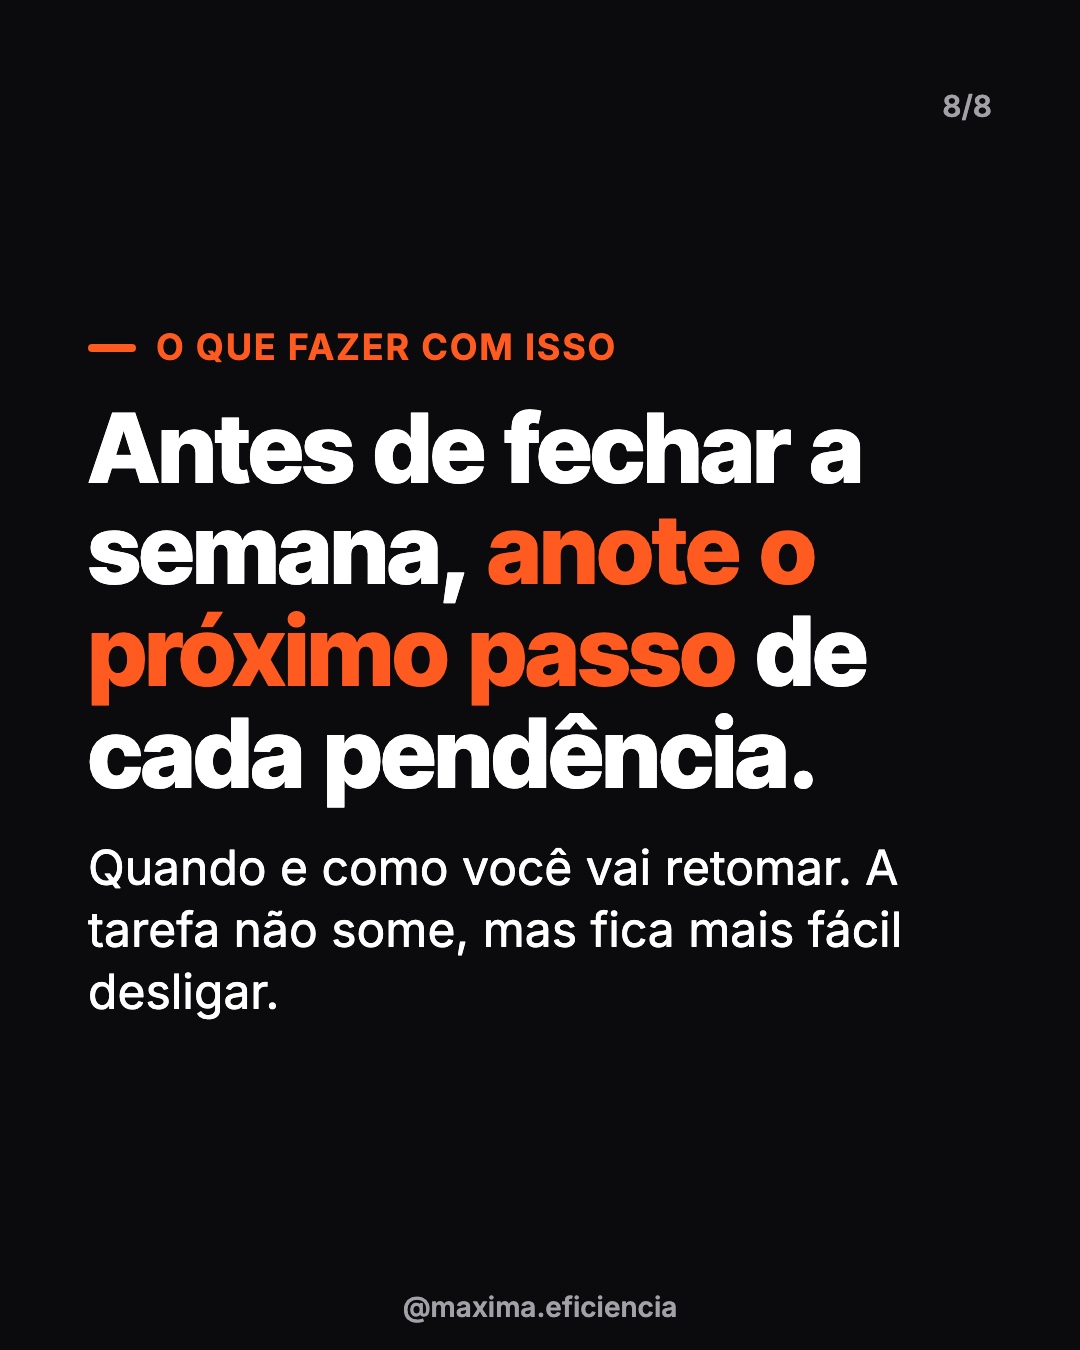 8/8
O QUE FAZER COM ISSO
Antes de fechar a
semana, anote o
próximo passo de
cada pendência.
Quando e como você vai retomar. A
tarefa não some, mas fica mais fácil
desligar.
@maxima.eficiencia